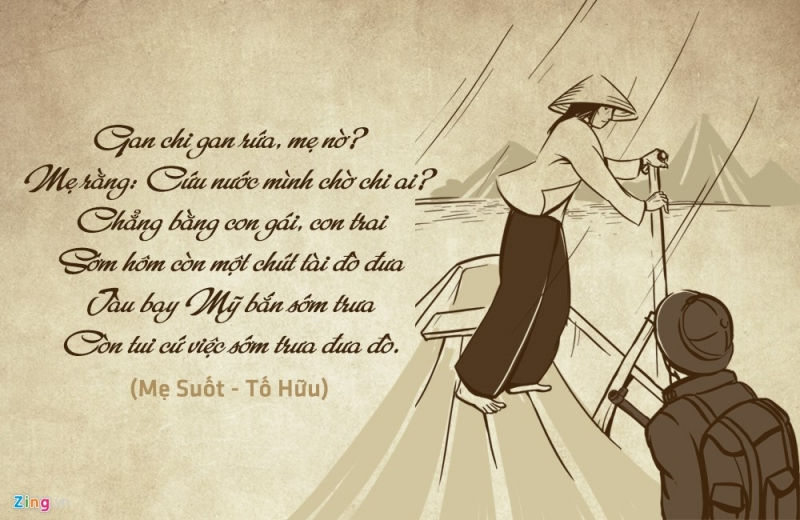 Gan chi gan rứa, mẹ nờ?
Mẹ rằng: Cứu nước mình chờ chi ai?
Chẳng bằng con gái, con trai
Sớm hôm còn một chút tài đò đưa
Tàu bay Mỹ bắn sớm trưa
Còn tui cứ việc sớm trưa đưa đò.
(Mẹ Suốt - Tố Hữu)
Zing.vn